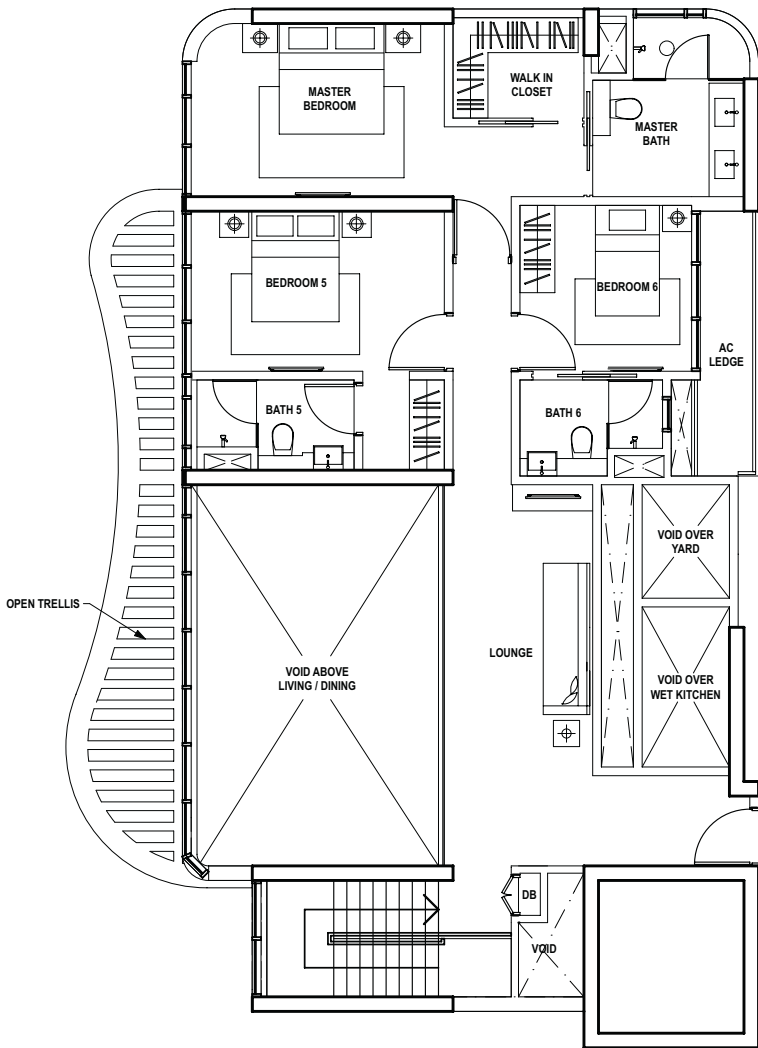 WALK IN
CLOSET
MASTER
BEDROOM
MASTER
BATH
BEDROOM 5
BEDROOM 6
AC
LEDGE
BATH 5
BATH 6
VOID OVER
YARD
OPEN TRELLIS
LOUNGE
VOID ABOVE
LIVING / DINING
VOID OVER
WET KITCHEN
DB
VOID